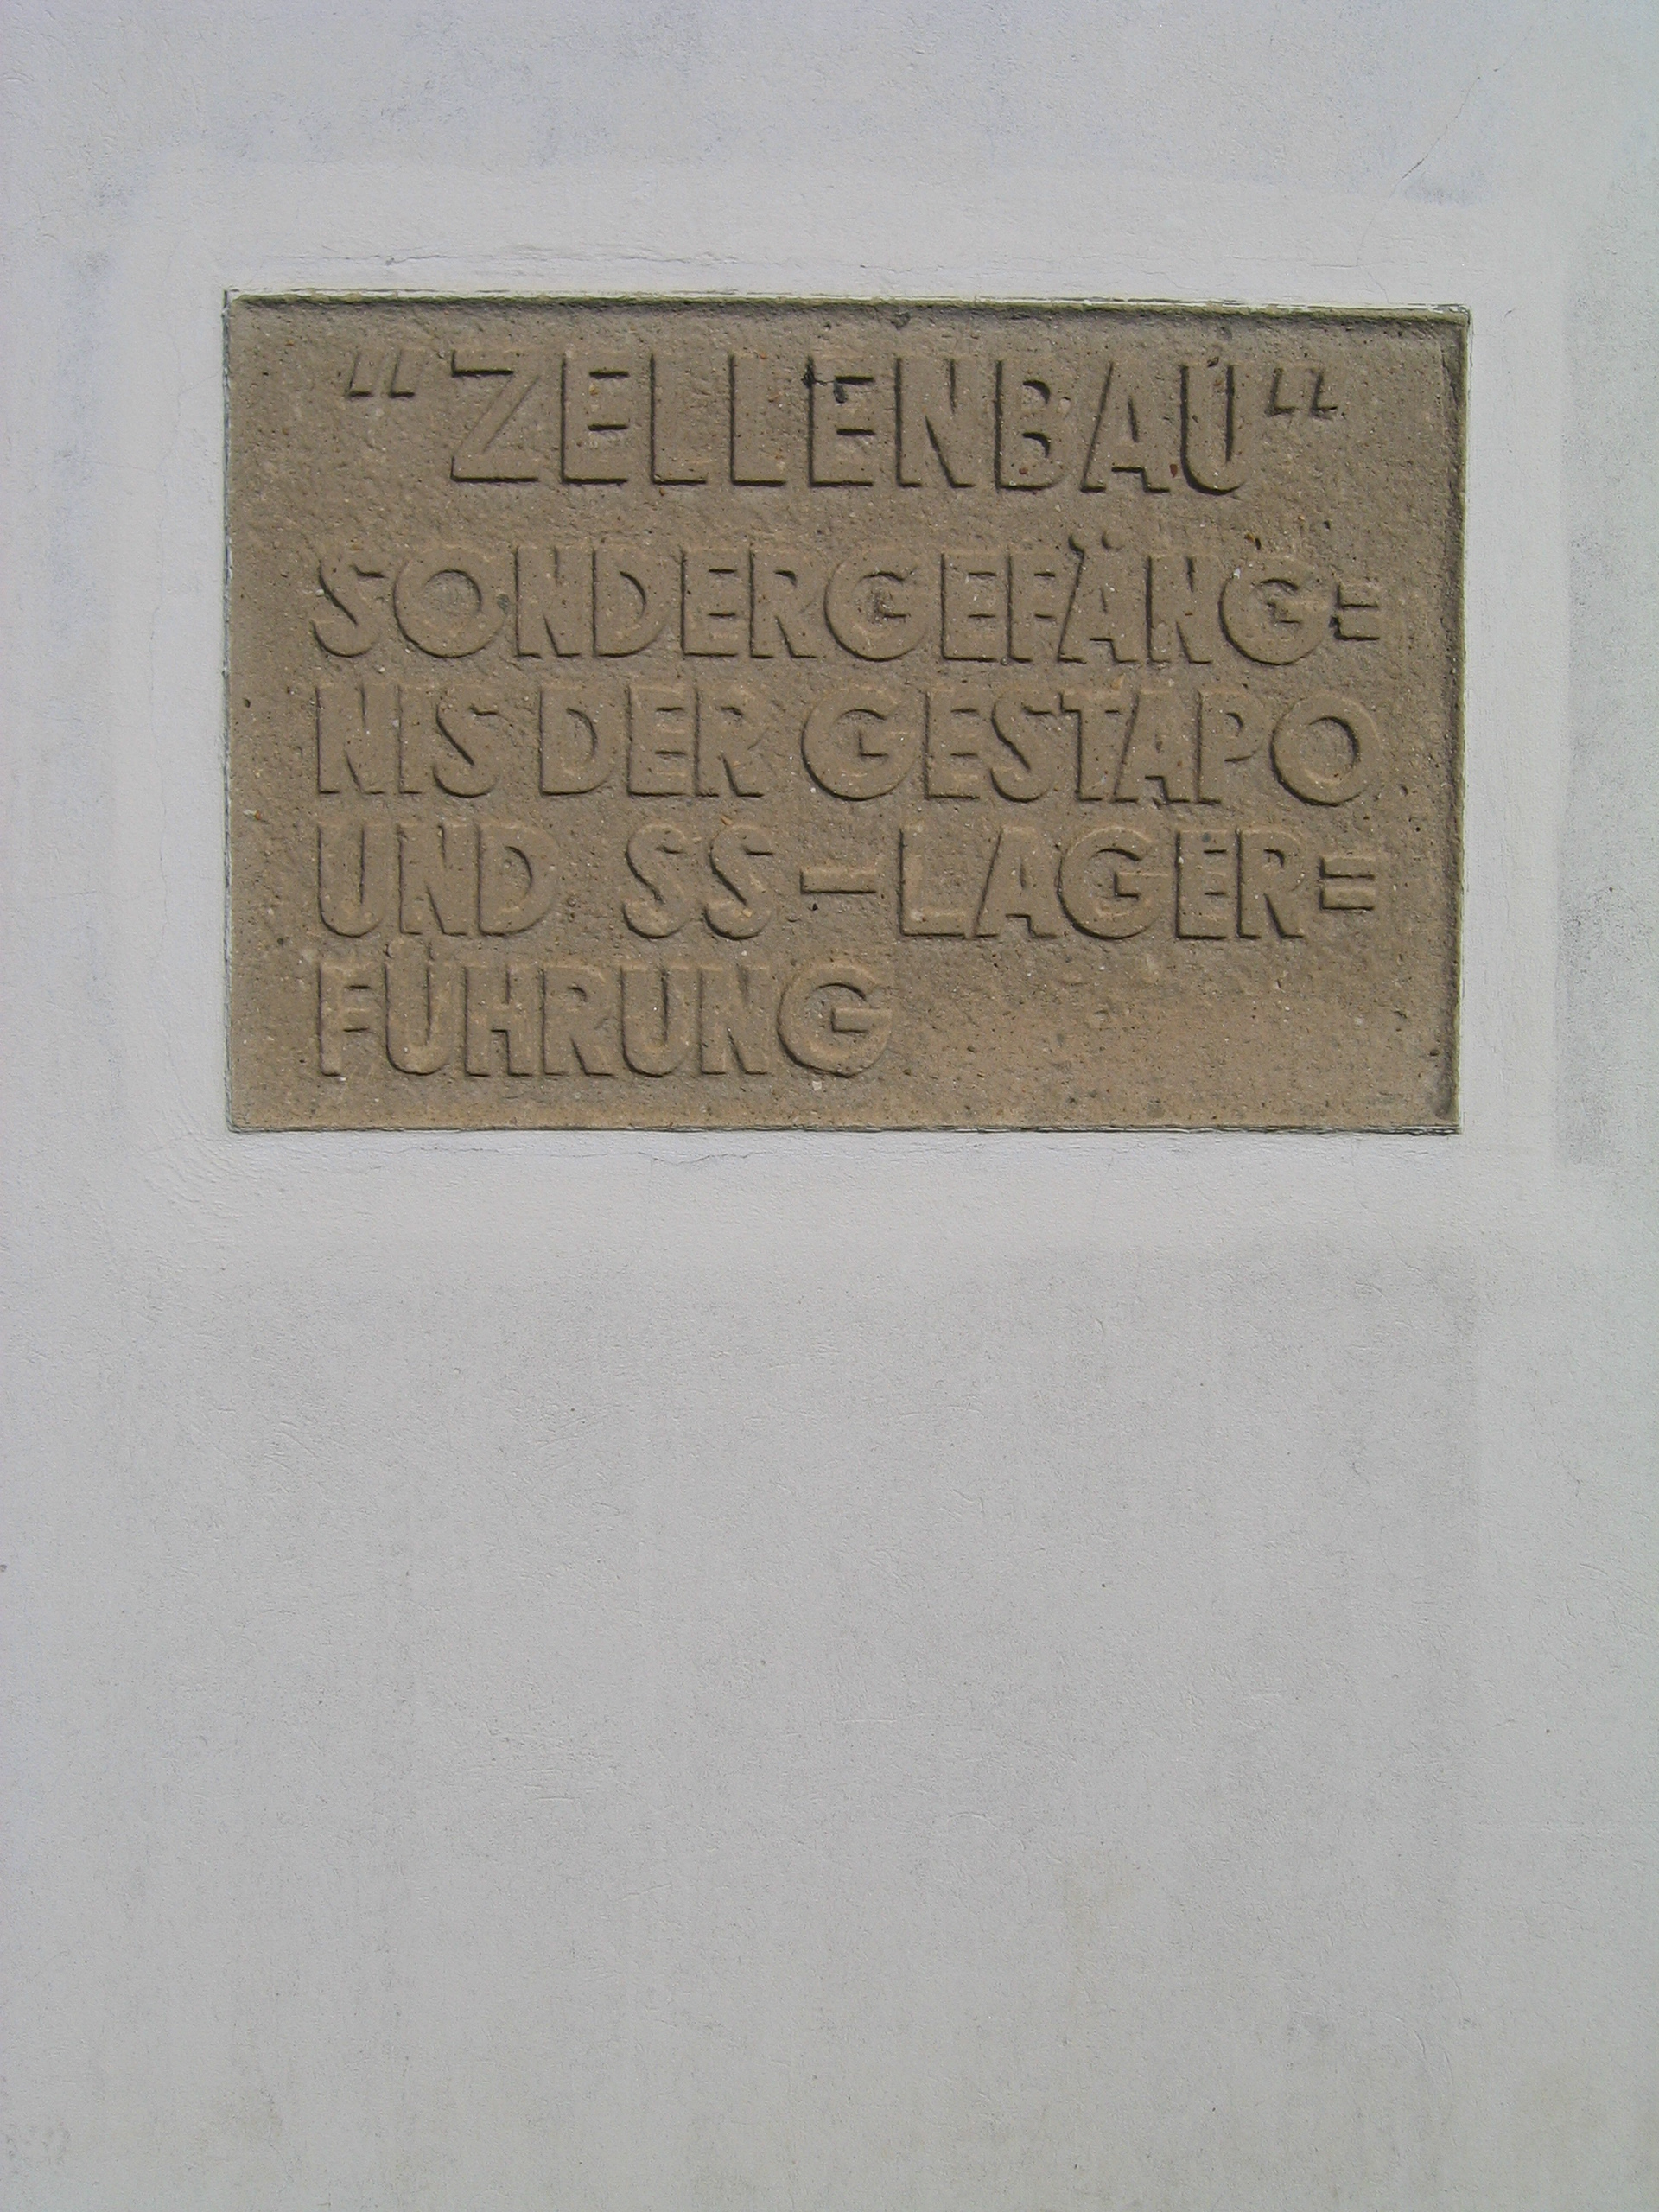 "ZELLENBAU"
SONDERGEFÄNG=
NIS DER GESTAPO
UND SS-LAGER=
FÜHRUNG